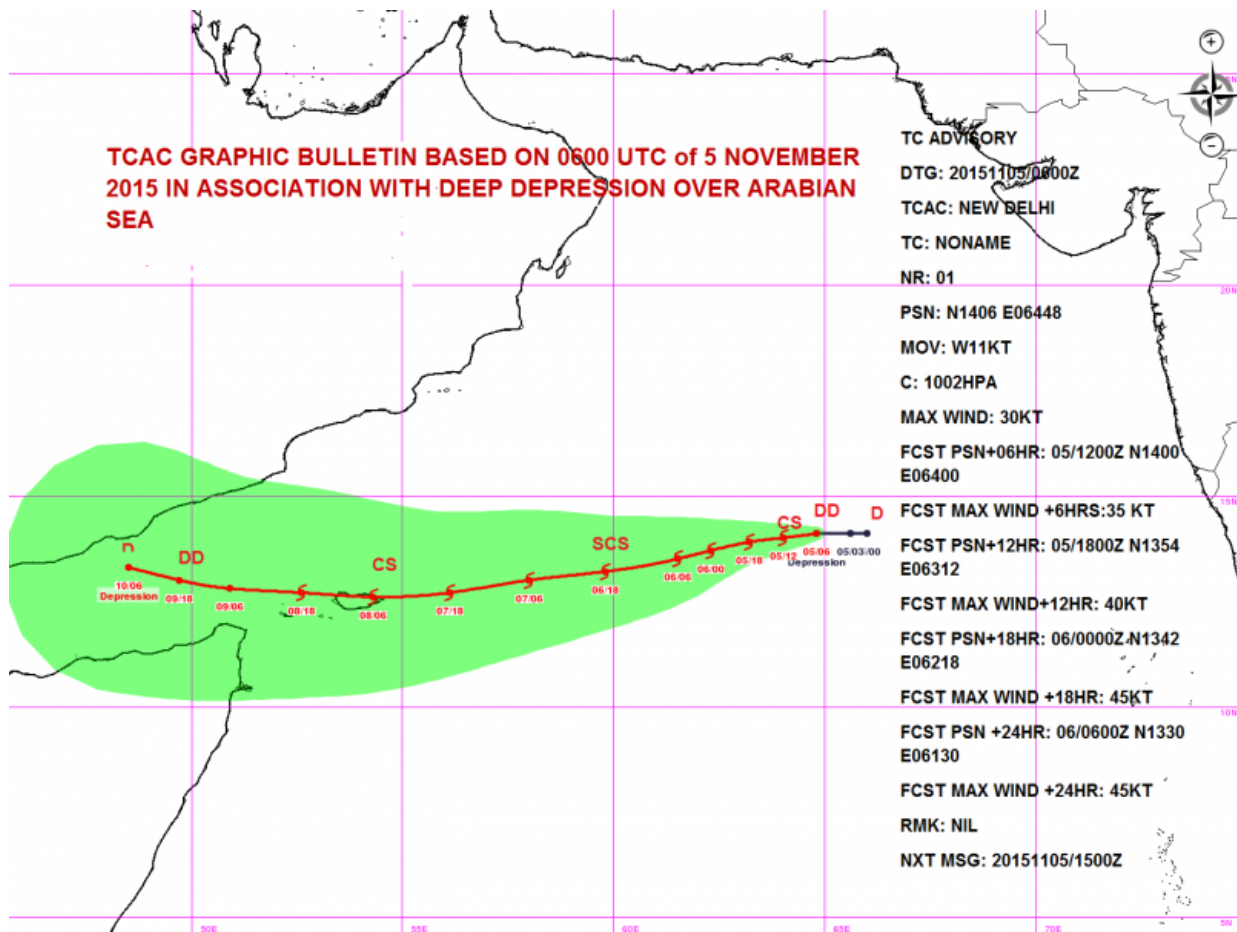 TCAC GRAPHIC BULLETIN BASED ON 0600 UTC of 5 NOVEMBER
2015 IN ASSOCIATION WITH DEEP DEPRESSION OVER ARABIAN
SEA
TC ADVISORY
DTG: 20151105/0600Z
TCAC: NEW DELHI
TC: NONAME
NR: 01
PSN: N1406 E06448
MOV: W11KT
C: 1002HPA
MAX WIND: 30KT
FCST PSN+06HR: 05/1200Z N1400
E06400
FCST MAX WIND +6HRS:35 KT
FCST PSN+12HR: 05/1800Z N1354
E06312
FCST MAX WIND+12HR: 40KT
FCST PSN+18HR: 06/0000Z N1342
E06218
FCST MAX WIND +18HR: 45KT
FCST PSN +24HR: 06/0600Z N1330
E06130
FCST MAX WIND +24HR: 45KT
RMK: NIL
NXT MSG: 20151105/1500Z
20N
15N
10N
5N
D
DD
CS
SCS
CS
DD
D
10/06
Depression
09/18
09/06
08/18
08/06
07/18
07/06
06/18
06/06
06/00
05/18
05/12
05/06
05/03/00
Depression
50E
55E
60E
65E
70E